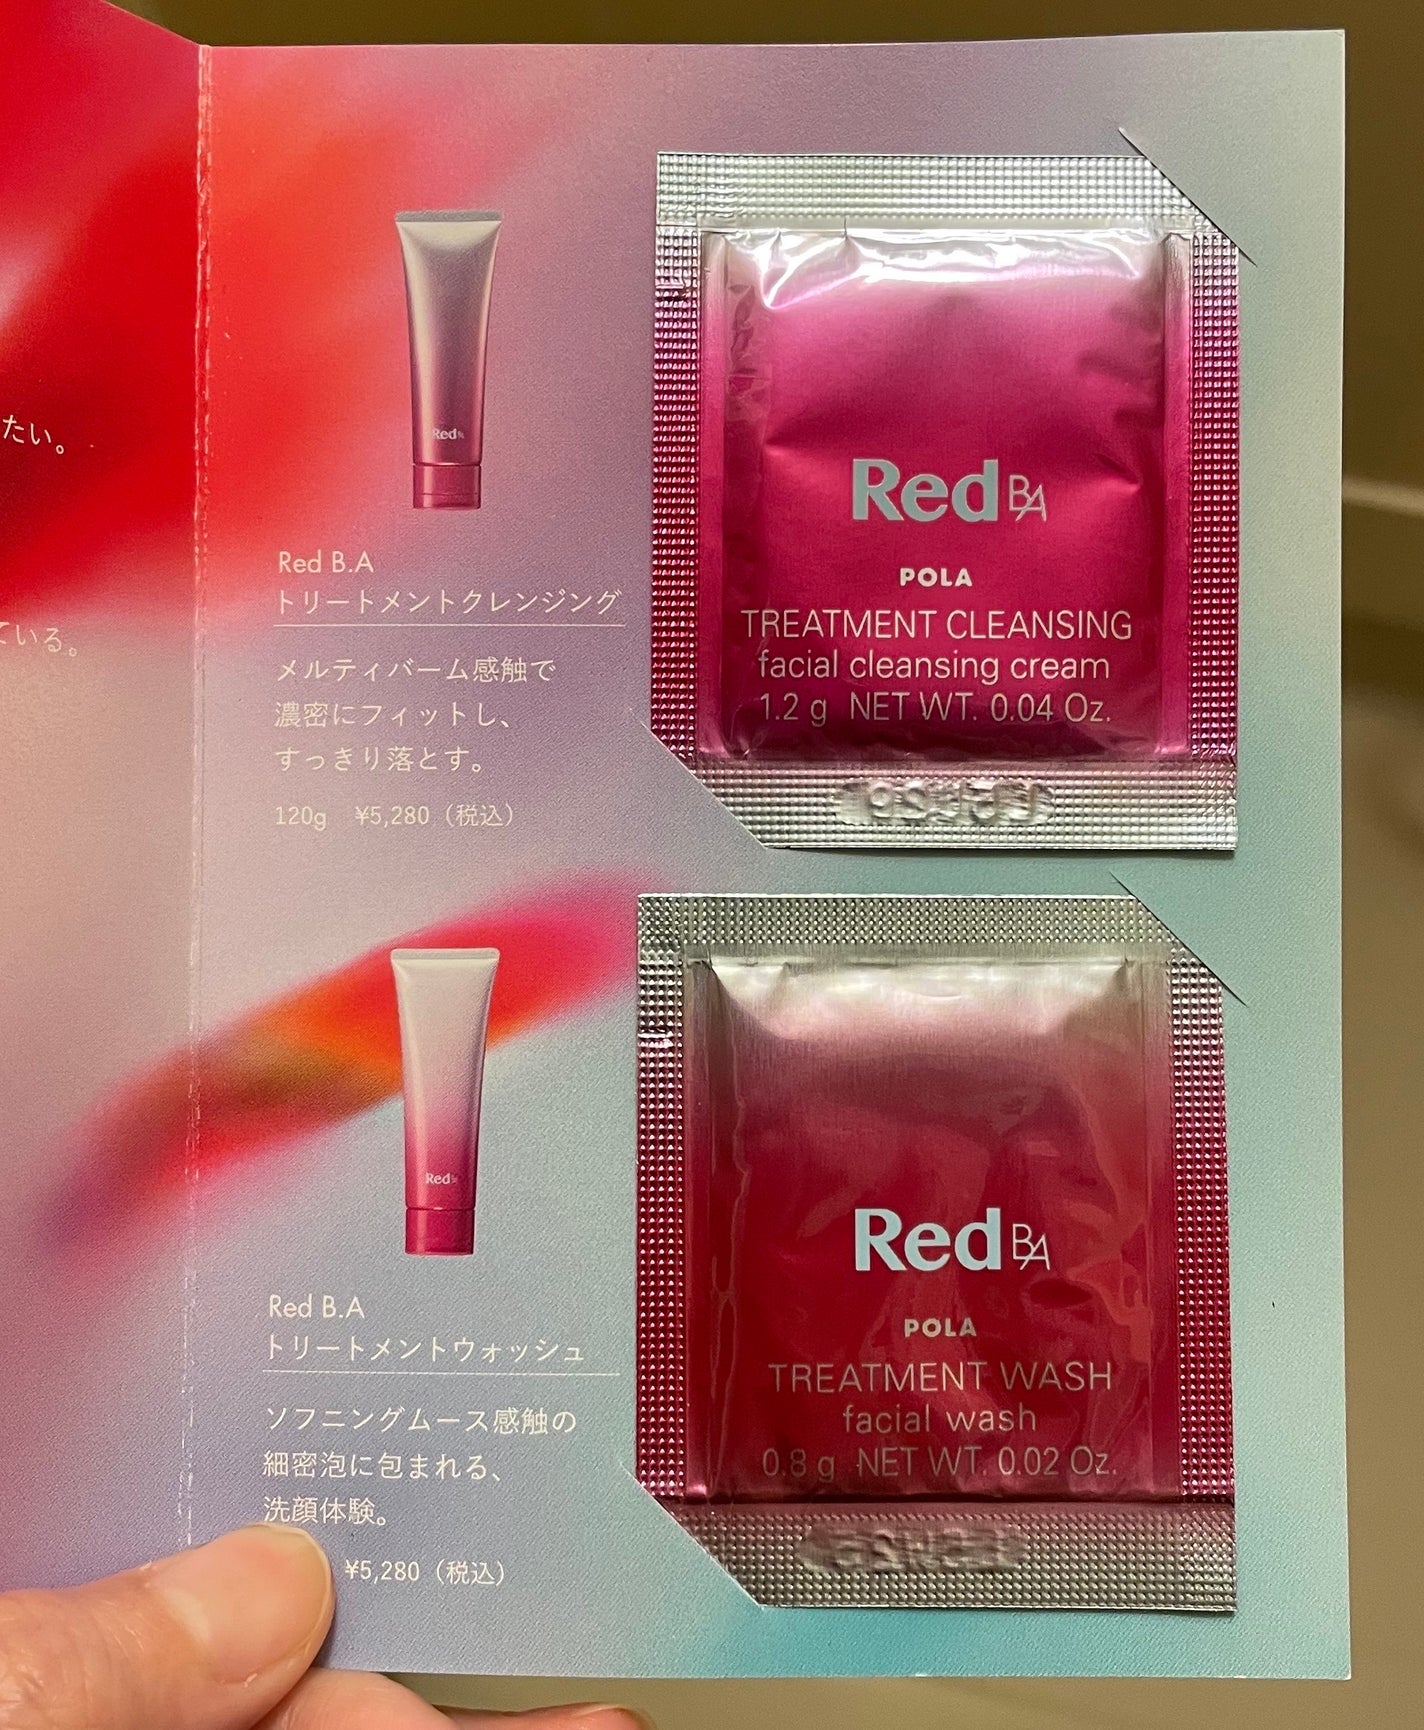 たい。
ている。
Red B.A
Red B.A
トリートメントクレンジング
メルティバーム感触で
濃密にフィットし、
すっきり落とす。
120g ¥5,280（税込）
Red B.A
POLA
TREATMENT CLEANSING
facial cleansing cream
1.2 g NET WT. 0.04 Oz.
Red B.A
Red B.A
トリートメントウォッシュ
ソフニングムース感触の
細密泡に包まれる、
洗顔体験。
¥5,280（税込）
Red B.A
POLA
TREATMENT WASH
facial wash
0.8 g NET WT. 0.02 Oz.